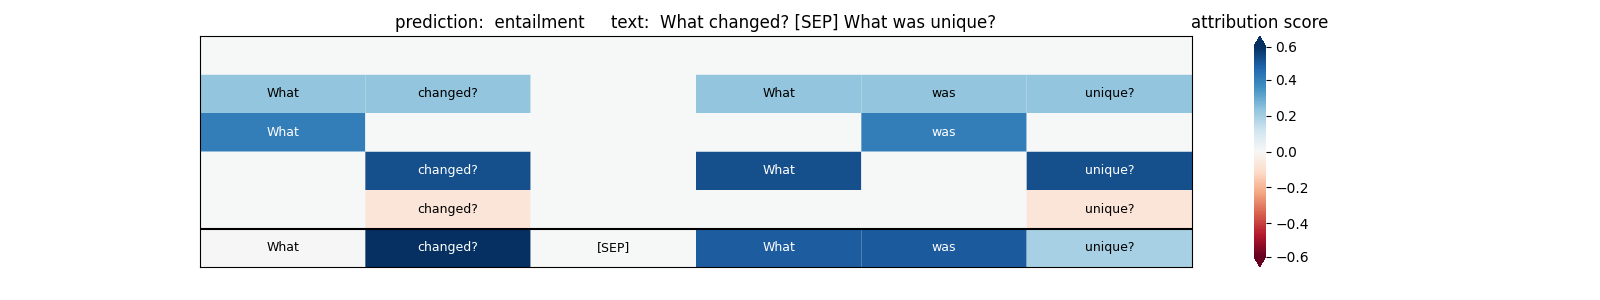 prediction:  entailment     text:  What changed? [SEP] What was unique?
attribution score
What changed? What was unique?
What was
changed? What unique?
changed? unique?
What changed? [SEP] What was unique?
0.6
0.4
0.2
0.0
−0.2
−0.4
−0.6